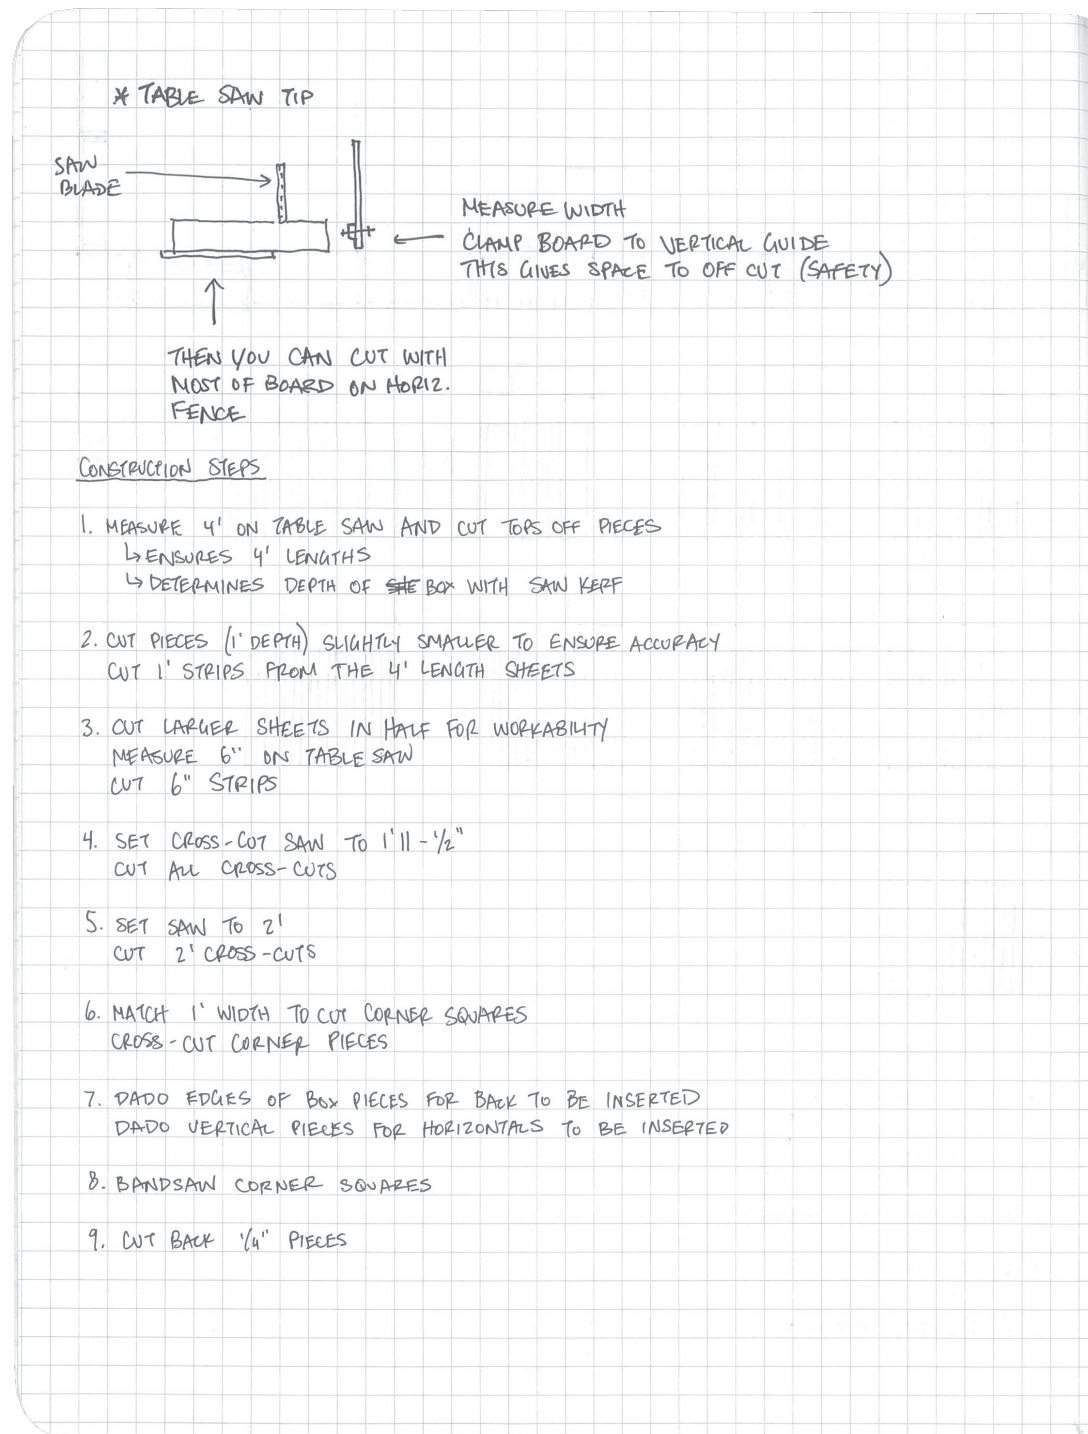 * TABLE SAW TIP
SAW
BLADE
MEASURE WIDTH
CLAMP BOARD TO VERTICAL GUIDE
THIS GIVES SPACE TO OFF CUT (SAFETY)
THEN YOU CAN CUT WITH
MOST OF BOARD ON HORIZ.
FENCE
CONSTRUCTION STEPS
1. MEASURE 4' ON TABLE SAW AND CUT TOPS OFF PIECES
↳ ENSURES 4' LENGTHS
↳ DETERMINES DEPTH OF BOX WITH SAW KERF
2. CUT PIECES (1' DEPTH) SLIGHTLY SMALLER TO ENSURE ACCURACY
CUT 1' STRIPS FROM THE 4' LENGTH SHEETS
3. CUT LARGER SHEETS IN HALF FOR WORKABILITY
MEASURE 6" ON TABLE SAW
CUT 6" STRIPS
4. SET CROSS-CUT SAW TO 1'11-1/2"
CUT ALL CROSS-CUTS
5. SET SAW TO 2'
CUT 2' CROSS-CUTS
6. MATCH 1' WIDTH TO CUT CORNER SQUARES
CROSS-CUT CORNER PIECES
7. DADO EDGES OF BOX PIECES FOR BACK TO BE INSERTED
DADO VERTICAL PIECES FOR HORIZONTALS TO BE INSERTED
8. BANDSAW CORNER SQUARES
9. CUT BACK 1/4" PIECES